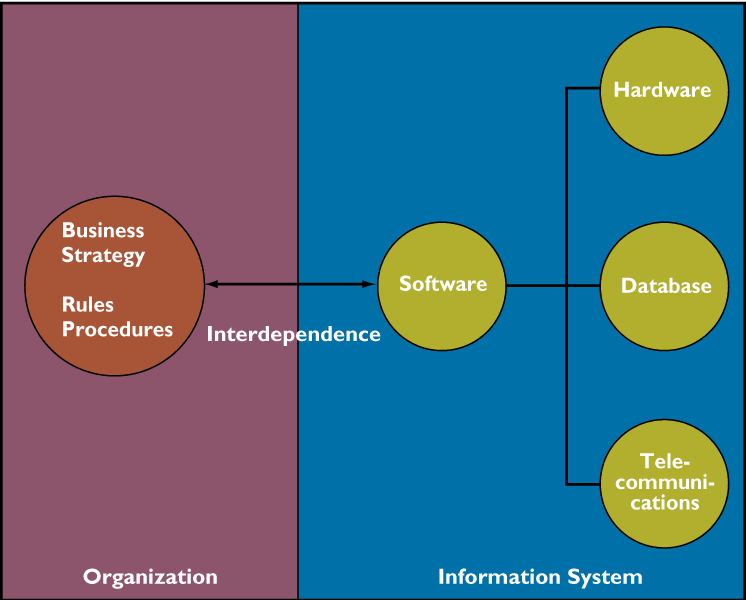 Hardware
Business
Strategy
Rules
Procedures
Interdependence
Software
Database
Tele-
communi-
cations
Organization
Information System